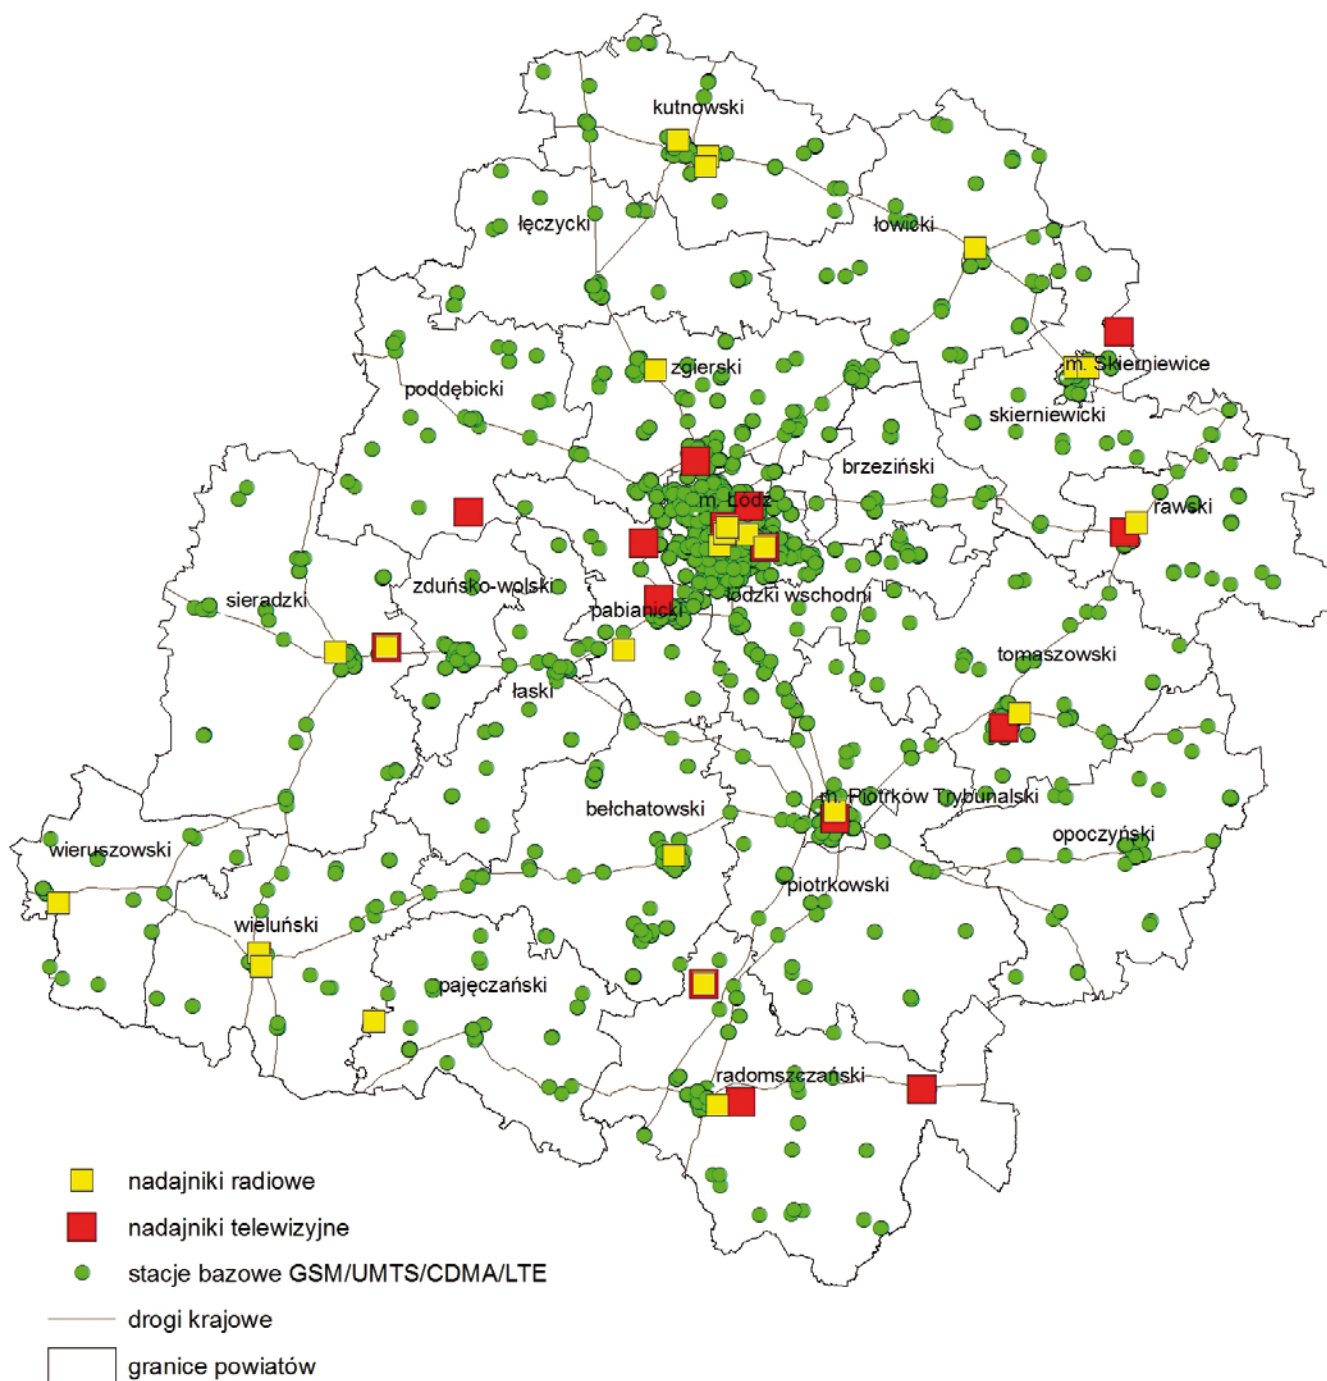 kutnowski
łęczycki
łowicki
zgierski
m. Skierniewice
poddębicki
skierniewicki
brzeziński
m. Łódź
rawski
zduńsko-wolski
sieradzki
pabianicki
łódzki wschodni
tomaszowski
łaski
m. Piotrków Trybunalski
bełchatowski
opoczyński
wieruszowski
piotrkowski
wieluński
pajęczański
radomszczański
nadajniki radiowe
nadajniki telewizyjne
stacje bazowe GSM/UMTS/CDMA/LTE
drogi krajowe
granice powiatów